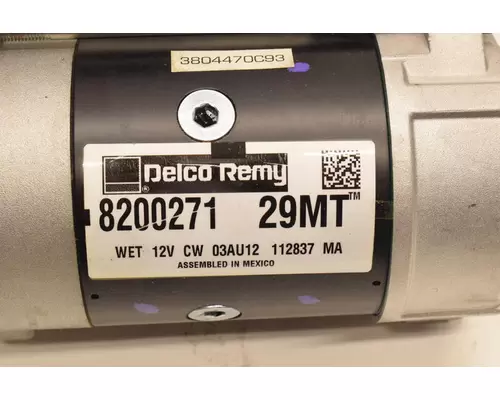 3804470C93
Delco Remy
®
8200271 29MT™
WET 12V CW 03AU12 112837 MA
ASSEMBLED IN MEXICO